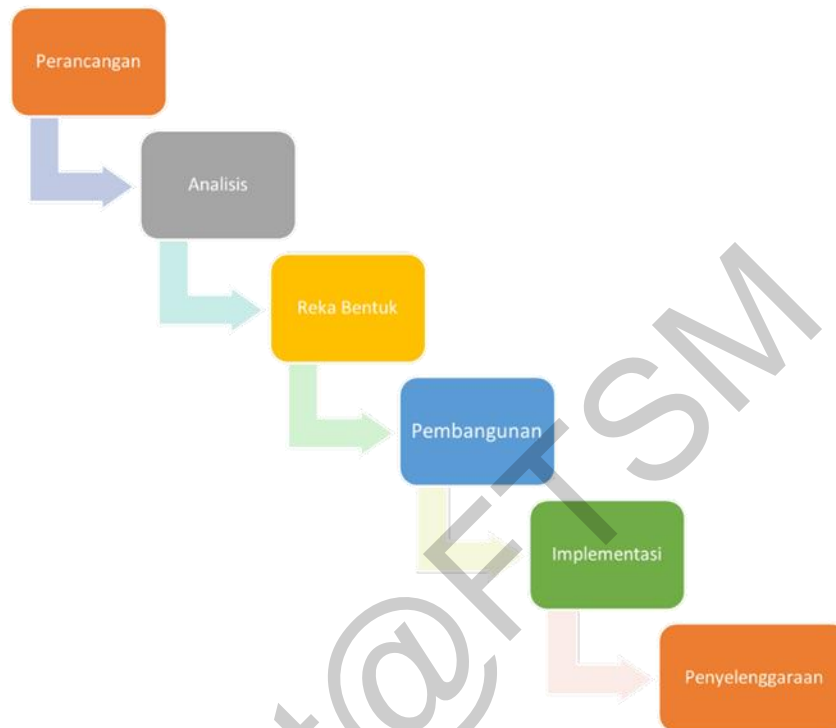 Perancangan
Analisis
Reka Bentuk
Pembangunan
Implementasi
Penyelenggaraan
t@FTSM